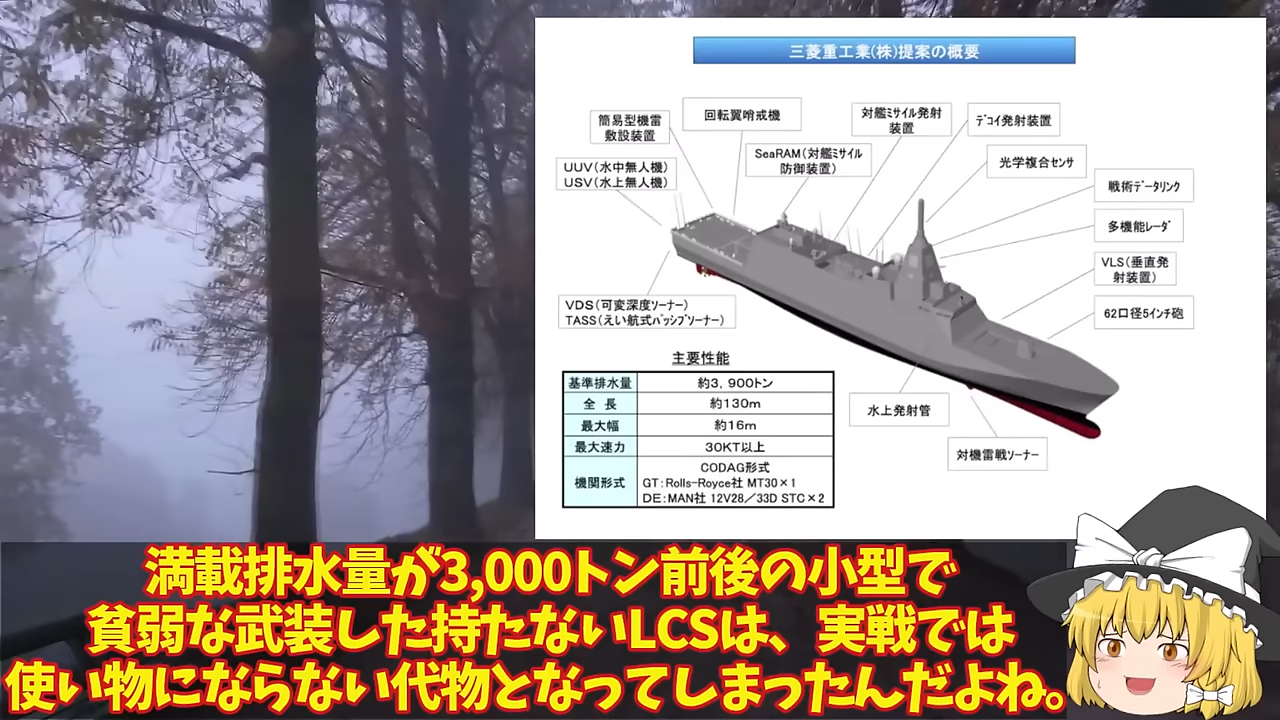 三菱重工業(株)提案の概要
簡易型機雷
敷設装置
回転翼哨戒機
対艦ﾐｻｲﾙ発射
装置
ﾃﾞｺｲ発射装置
UUV(水中無人機)
USV(水上無人機)
SeaRAM(対艦ﾐｻｲﾙ
防御装置)
光学複合ｾﾝｻ
戦術ﾃﾞｰﾀﾘﾝｸ
多機能ﾚｰﾀﾞ
VLS(垂直発
射装置)
62口径5ｲﾝﾁ砲
VDS(可変深度ｿｰﾅｰ)
TASS(えい航式ﾊﾟｯｼﾌﾞｿｰﾅｰ)
水上発射管
対機雷戦ｿｰﾅｰ
主要性能
基準排水量 約3,900トン
全 長 約130m
最大幅 約16m
最大速力 30KT以上
機関形式 CODAG形式
GT:Rolls-Royce社 MT30×1
DE:MAN社 12V28/33D STC×2
満載排水量が3,000トン前後の小型で
貧弱な武装した持たないLCSは、実戦では
使い物にならない代物となってしまったんだよね。